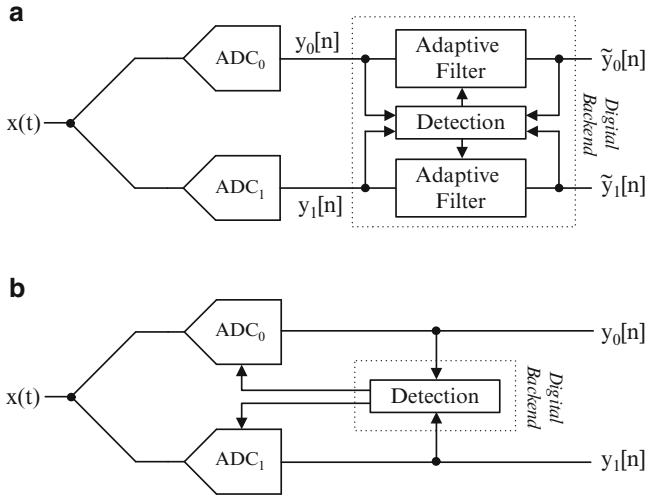 a
x(t)
ADC₀
y₀[n]
Adaptive
Filter
ỹ₀[n]
Detection
Digital
Backend
ADC₁
y₁[n]
Adaptive
Filter
ỹ₁[n]
b
x(t)
ADC₀
y₀[n]
Detection
Digital
Backend
ADC₁
y₁[n]